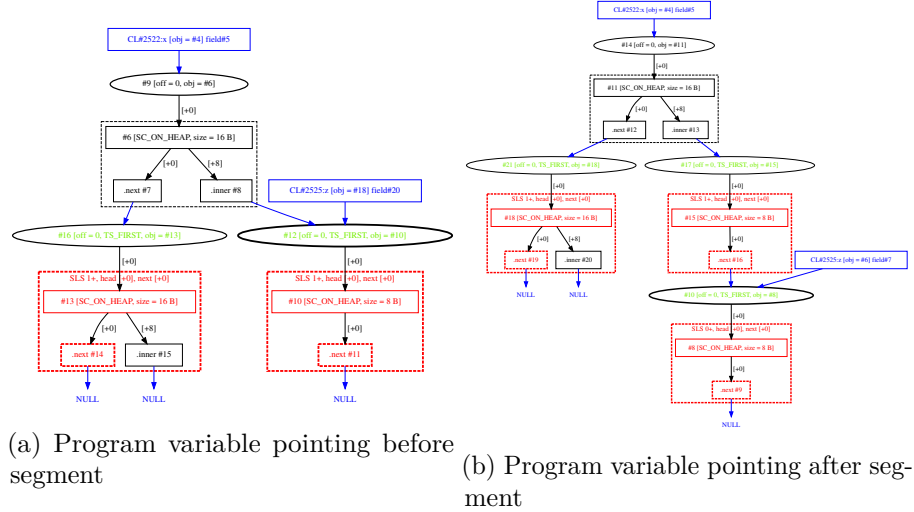 CL#2522:x [obj = #4] field#5
#9 [off = 0, obj = #6]
[+0]
#6 [SC_ON_HEAP, size = 16 B]
[+0]
[+8]
.next #7
.inner #8
CL#2525:z [obj = #18] field#20
#16 [off = 0, TS_FIRST, obj = #13]
#12 [off = 0, TS_FIRST, obj = #10]
[+0]
[+0]
SLS 1+, head [+0], next [+0]
SLS 1+, head [+0], next [+0]
#13 [SC_ON_HEAP, size = 16 B]
#10 [SC_ON_HEAP, size = 8 B]
[+0]
[+8]
[+0]
.next #14
.inner #15
.next #11
NULL
NULL
NULL
(a) Program variable pointing before
segment
CL#2522:x [obj = #4] field#5
#14 [off = 0, obj = #11]
[+0]
#11 [SC_ON_HEAP, size = 16 B]
[+0]
[+8]
.next #12
.inner #13
#21 [off = 0, TS_FIRST, obj = #18]
#17 [off = 0, TS_FIRST, obj = #15]
[+0]
[+0]
SLS 1+, head [+0], next [+0]
SLS 1+, head [+0], next [+0]
#18 [SC_ON_HEAP, size = 16 B]
#15 [SC_ON_HEAP, size = 8 B]
[+0]
[+8]
[+0]
.next #19
.inner #20
.next #16
CL#2525:z [obj = #6] field#7
NULL
NULL
#10 [off = 0, TS_FIRST, obj = #8]
[+0]
SLS 0+, head [+0], next [+0]
#8 [SC_ON_HEAP, size = 8 B]
[+0]
.next #9
NULL
(b) Program variable pointing after seg-
ment